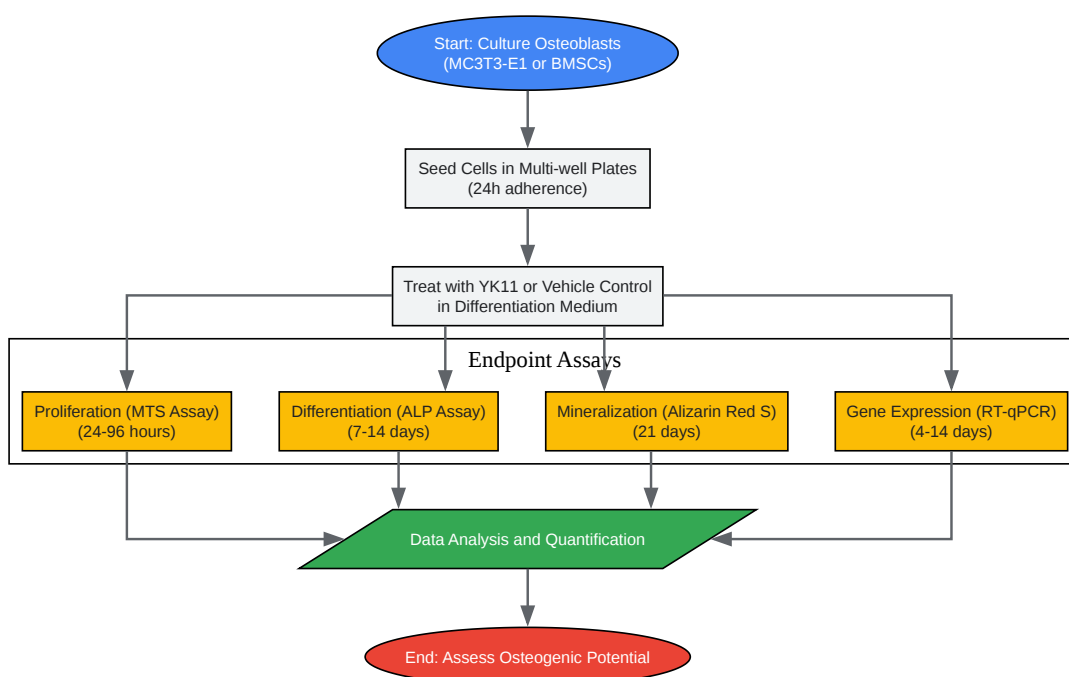 Start: Culture Osteoblasts
(MC3T3-E1 or BMSCs)
Seed Cells in Multi-well Plates
(24h adherence)
Treat with YK11 or Vehicle Control
in Differentiation Medium
Endpoint Assays
Proliferation (MTS Assay)
(24-96 hours)
Differentiation (ALP Assay)
(7-14 days)
Mineralization (Alizarin Red S)
(21 days)
Gene Expression (RT-qPCR)
(4-14 days)
Data Analysis and Quantification
End: Assess Osteogenic Potential